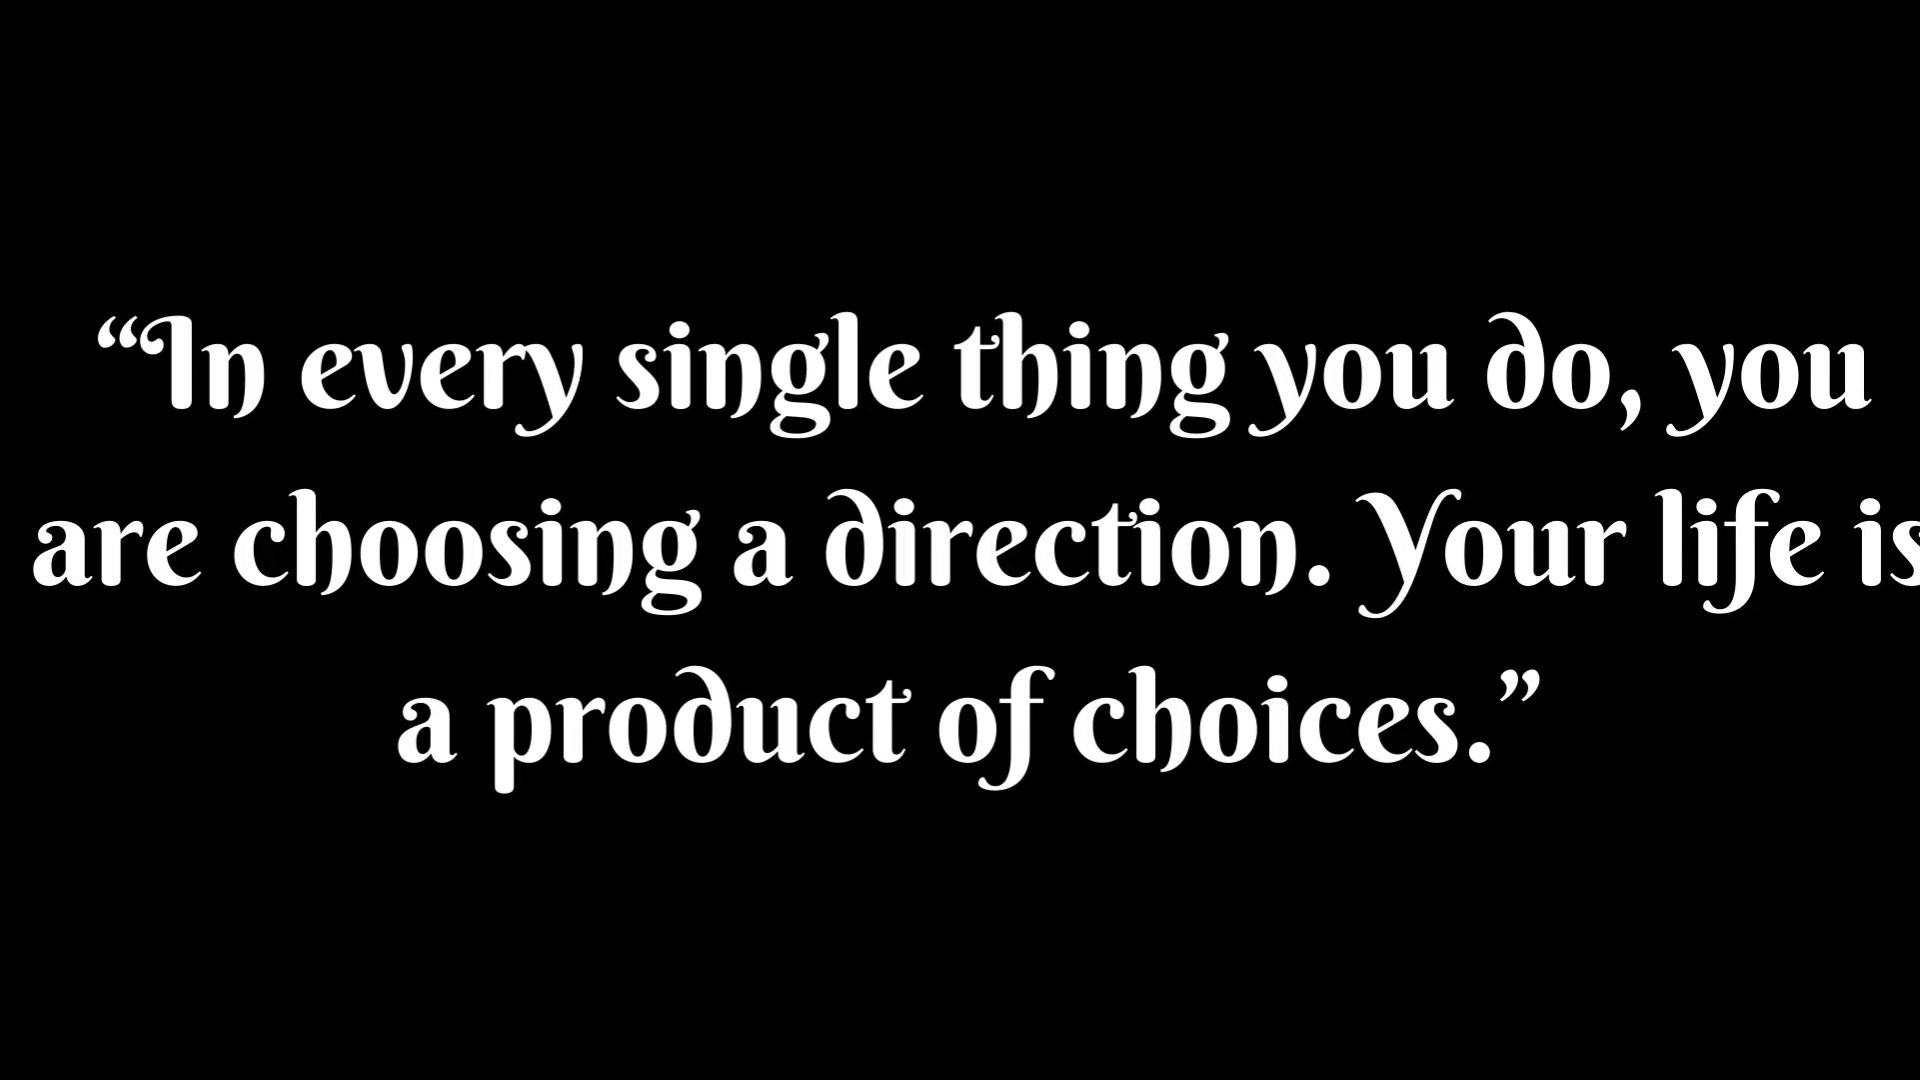 “In every single thing you do, you
are choosing a direction. Your life is
a product of choices.”